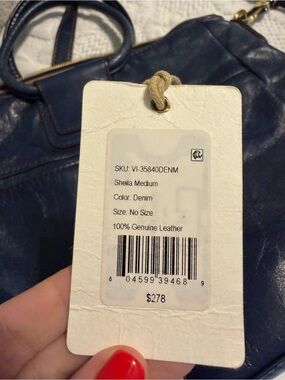 SKU: VI-35840DENM
Sheila Medium
Color: Denim
Size: No Size
100% Genuine Leather
6 04599 39468 9
$278